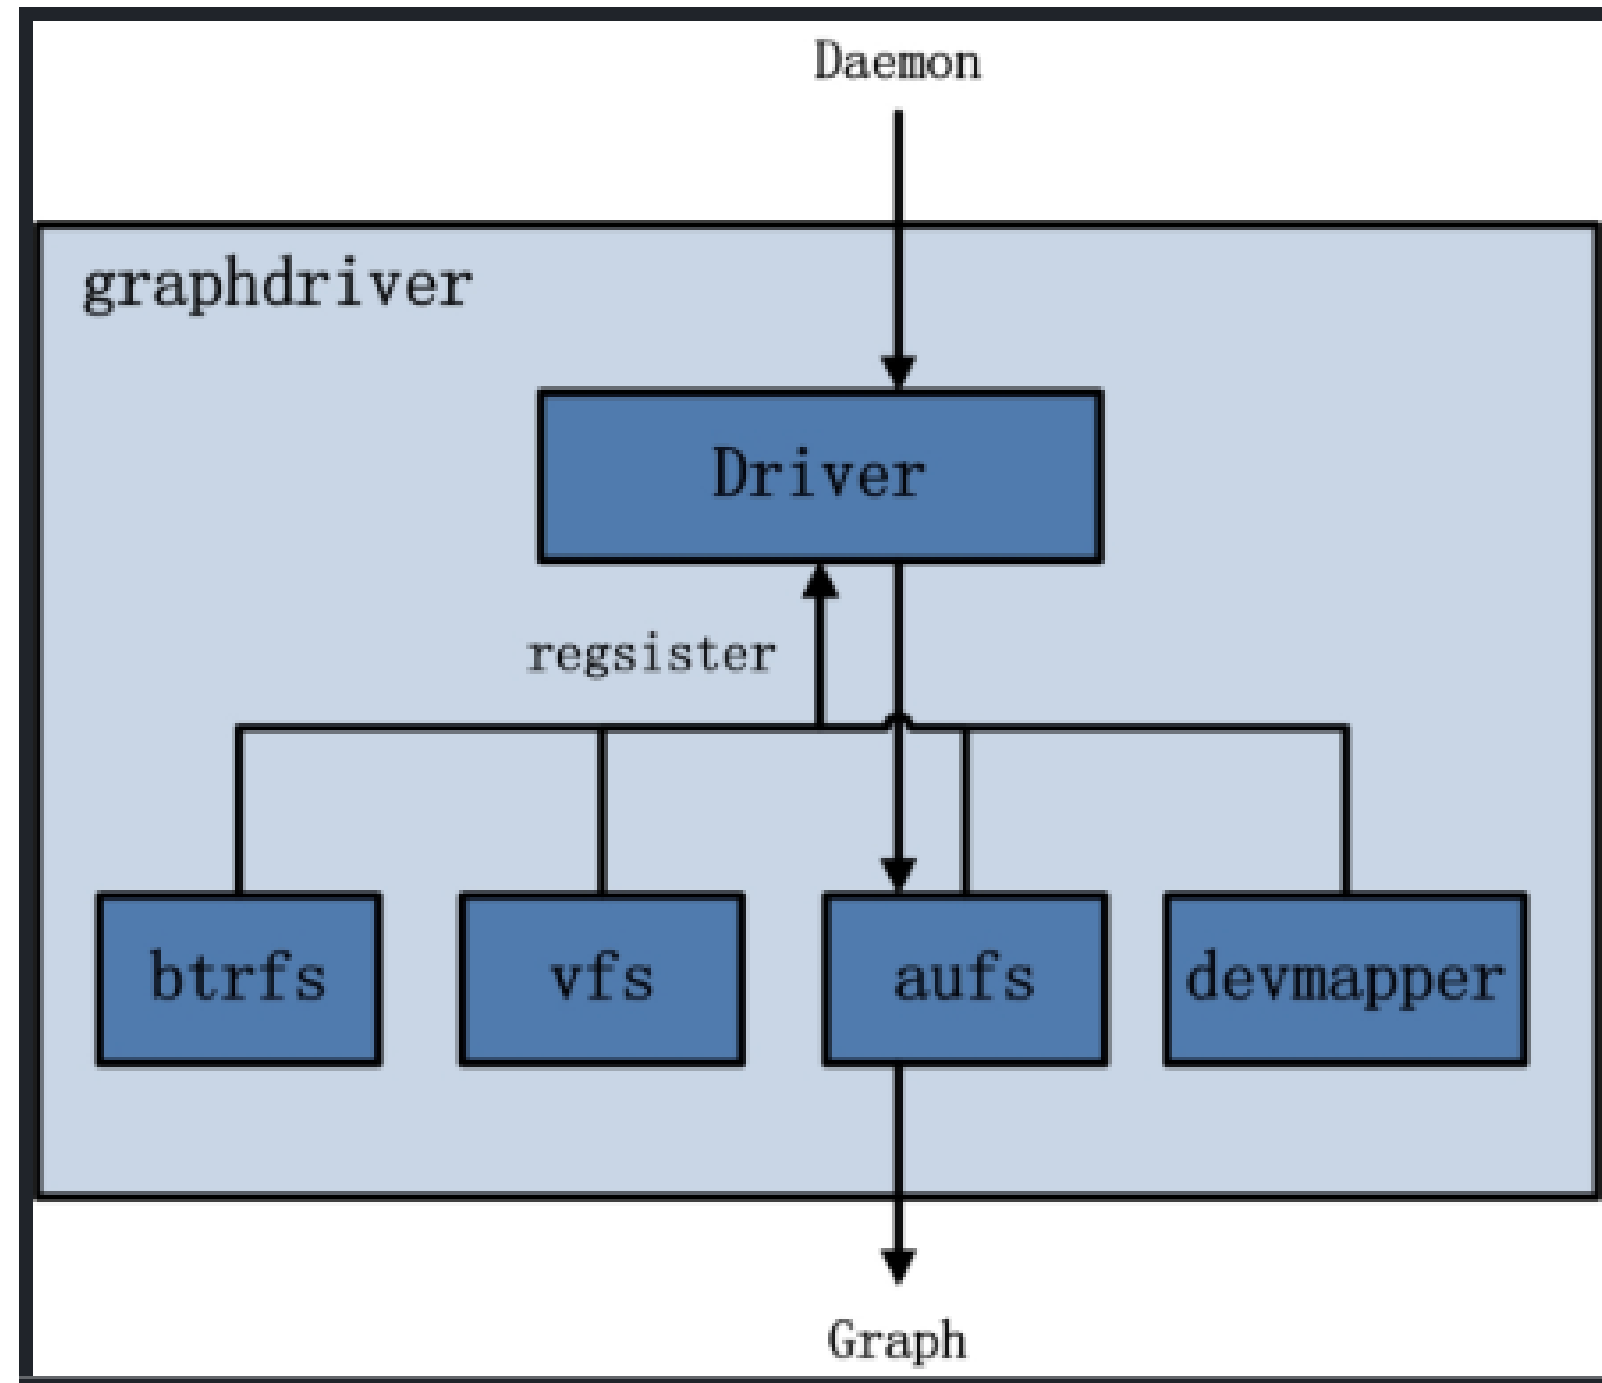 Daemon
graphdriver
Driver
regsister
btrfs
vfs
aufs
devmapper
Graph